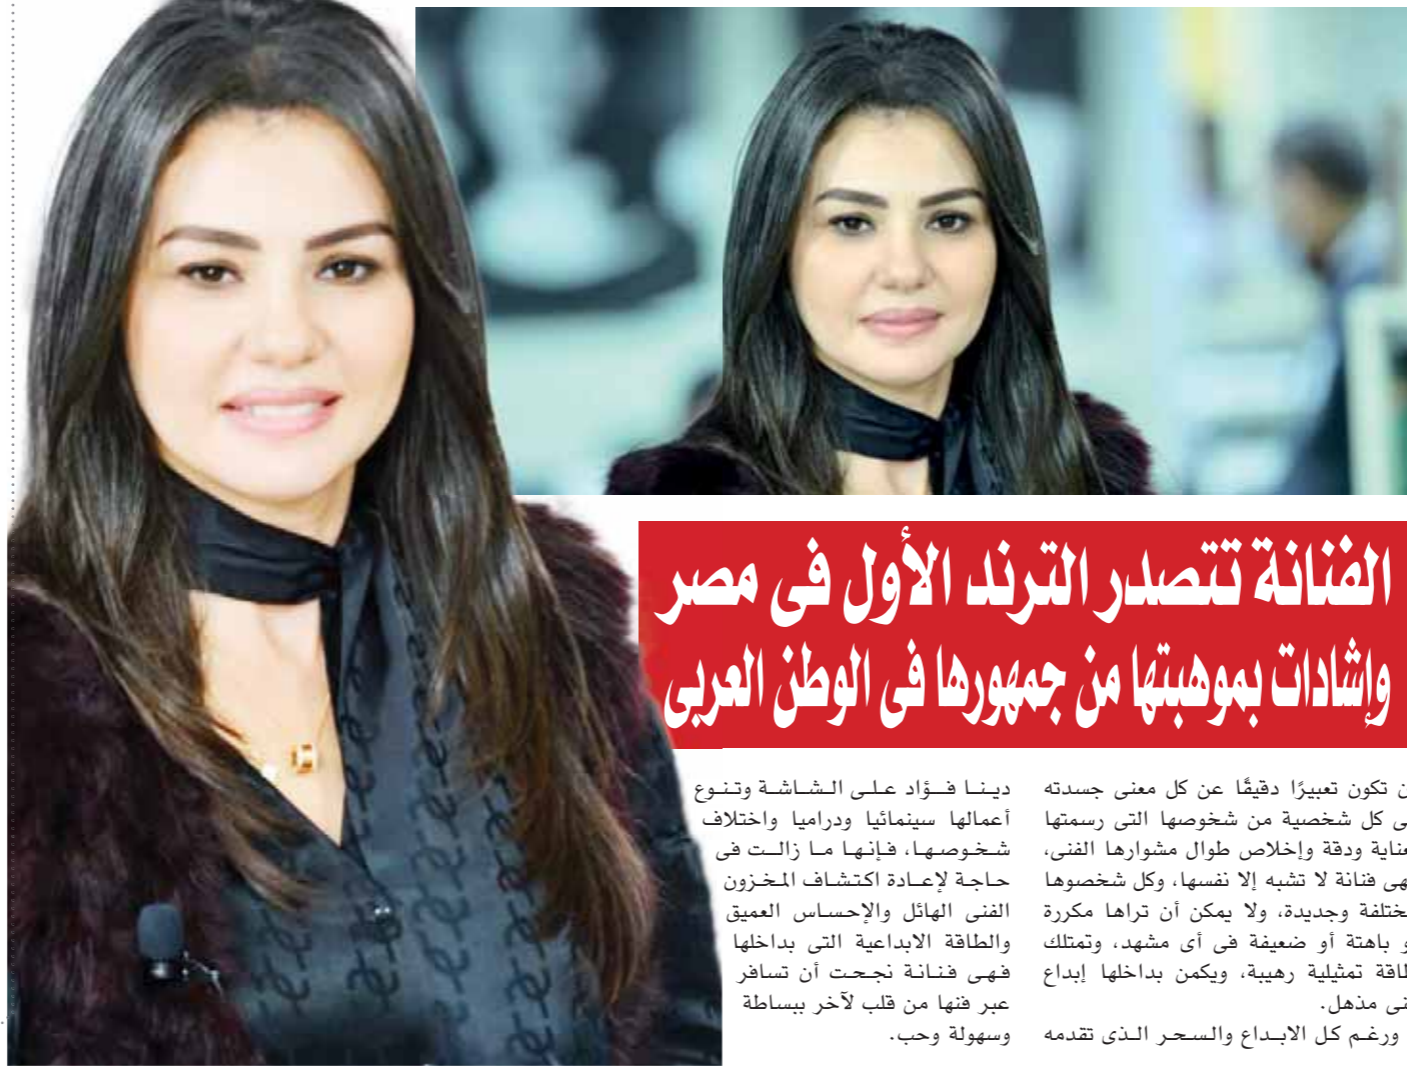 الفنانة تتصدر الترند الأول فى مصر
وإشادات بموهبتها من جمهورها فى الوطن العربى
تكون تعبيرًا دقيقًا عن كل معنى جسدته
كل شخصية من شخوصها التى رسمتها
ودقة وإخلاص طوال مشوارها الفنى،
فنانة لا تشبه إلا نفسها، وكل شخصوها
وجديدة، ولا يمكن أن تراها مكررة
باهتة أو ضعيفة فى أى مشهد، وتمتلك
تمثيلية رهيبة، ويكمن بداخلها إبداع
مذهل.
ورغم كل الابداع والسحر الذى تقدمه
دينا فؤاد على الشاشة وتنوع
أعمالها سينمائيا ودراميا واختلاف
شخوصها، فإنها ما زالت فى
حاجة لإعادة اكتشاف المخزون
الفنى الهائل والإحساس العميق
والطاقة الابداعية التى بداخلها
فهى فنانة نجحت أن تسافر
عبر فنها من قلب لآخر ببساطة
وسهولة وحب.